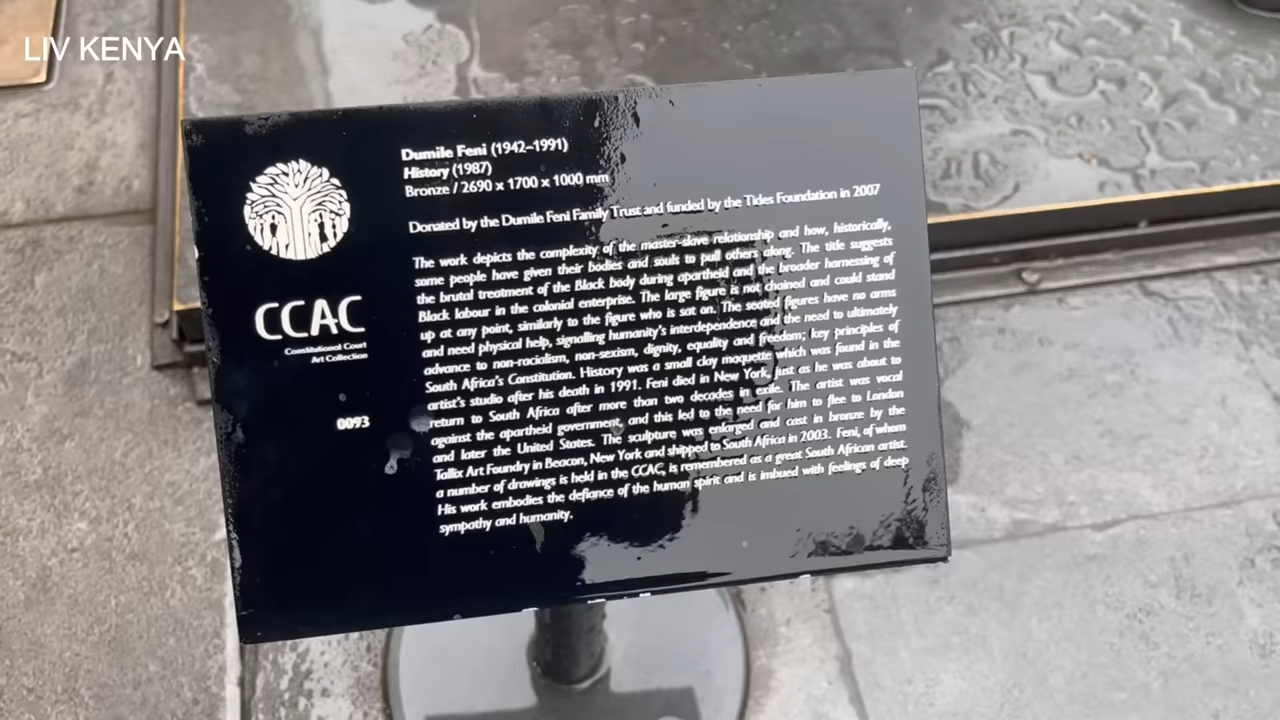 LIV KENYA
CCAC
Constitutional Court
Art Collection
0093
Dumile Feni (1942–1991)
History (1987)
Bronze / 2690 x 1700 x 1000 mm
Donated by the Dumile Feni Family Trust and funded by the Tides Foundation in 2007
The work depicts the complexity of the master-slave relationship and how, historically,
some people have given their bodies and souls to pull others along. The title suggests
the brutal treatment of the Black body during apartheid and the broader harnessing of
Black labour in the colonial enterprise. The large figure is not chained and could stand
up at any point, similarly to the figure who is sat on. The seated figures have no arms
and need physical help, signalling humanity's interdependence and the need to ultimately
advance to non-racialism, non-sexism, dignity, equality and freedom; key principles of
South Africa's Constitution. History was a small clay maquette which was found in the
artist's studio after his death in 1991. Feni died in New York, just as he was about to
return to South Africa after more than two decades in exile. The artist was vocal
against the apartheid government, and this led to the need for him to flee to London
and later the United States. The sculpture was enlarged and cast in bronze by the
Tallix Art Foundry in Beacon, New York and shipped to South Africa in 2003. Feni, of whom
a number of drawings is held in the CCAC, is remembered as a great South African artist.
His work embodies the defiance of the human spirit and is imbued with feelings of deep
sympathy and humanity.